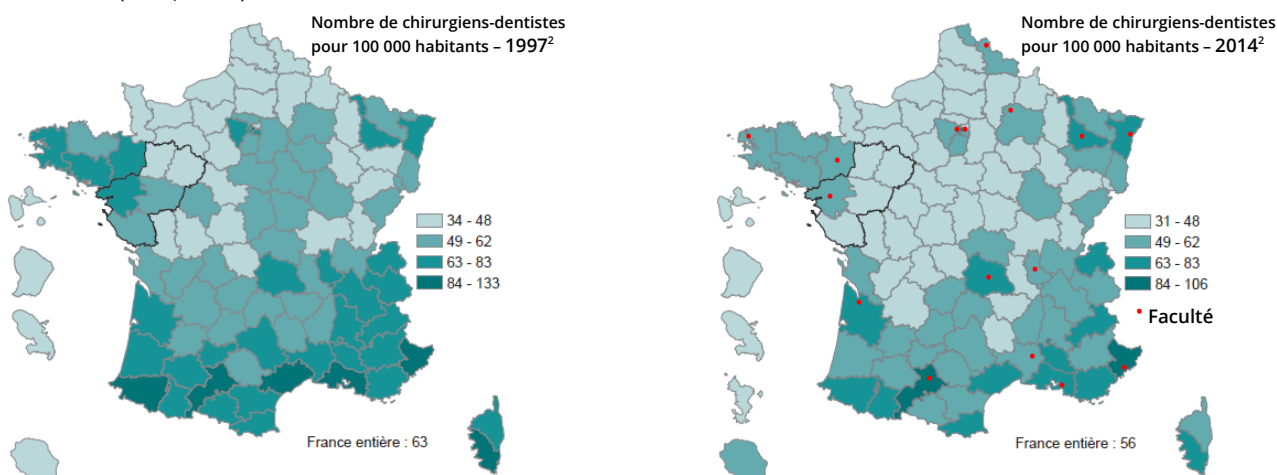 Nombre de chirurgiens-dentistes
pour 100 000 habitants – 1997²
34 - 48
49 - 62
63 - 83
84 - 133
France entière : 63
Nombre de chirurgiens-dentistes
pour 100 000 habitants – 2014²
31 - 48
49 - 62
63 - 83
84 - 106
Faculté
France entière : 56